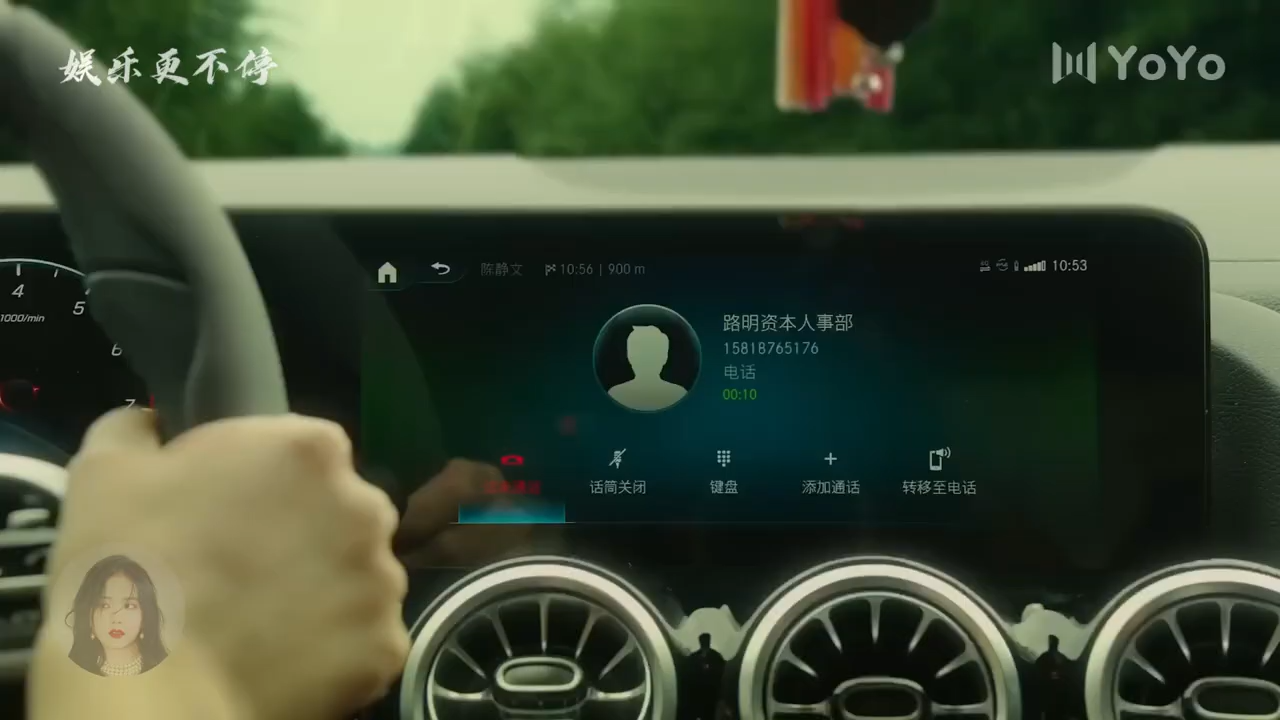 娱乐更不停
YoYo
陈静文
10:56 | 900 m
10:53
4
5
6
7
1000/min
路明资本人事部
15818765176
电话
00:10
话筒关闭
键盘
添加通话
转移至电话